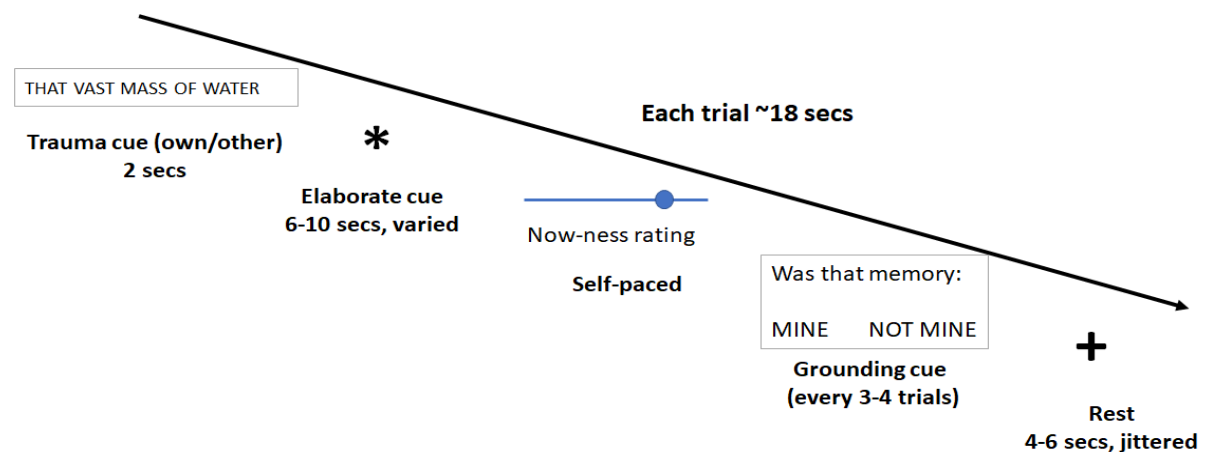 THAT VAST MASS OF WATER
Trauma cue (own/other)
2 secs
*
Elaborate cue
6-10 secs, varied
Each trial ~18 secs
Now-ness rating
Self-paced
Was that memory:
MINE NOT MINE
Grounding cue
(every 3-4 trials)
+
Rest
4-6 secs, jittered